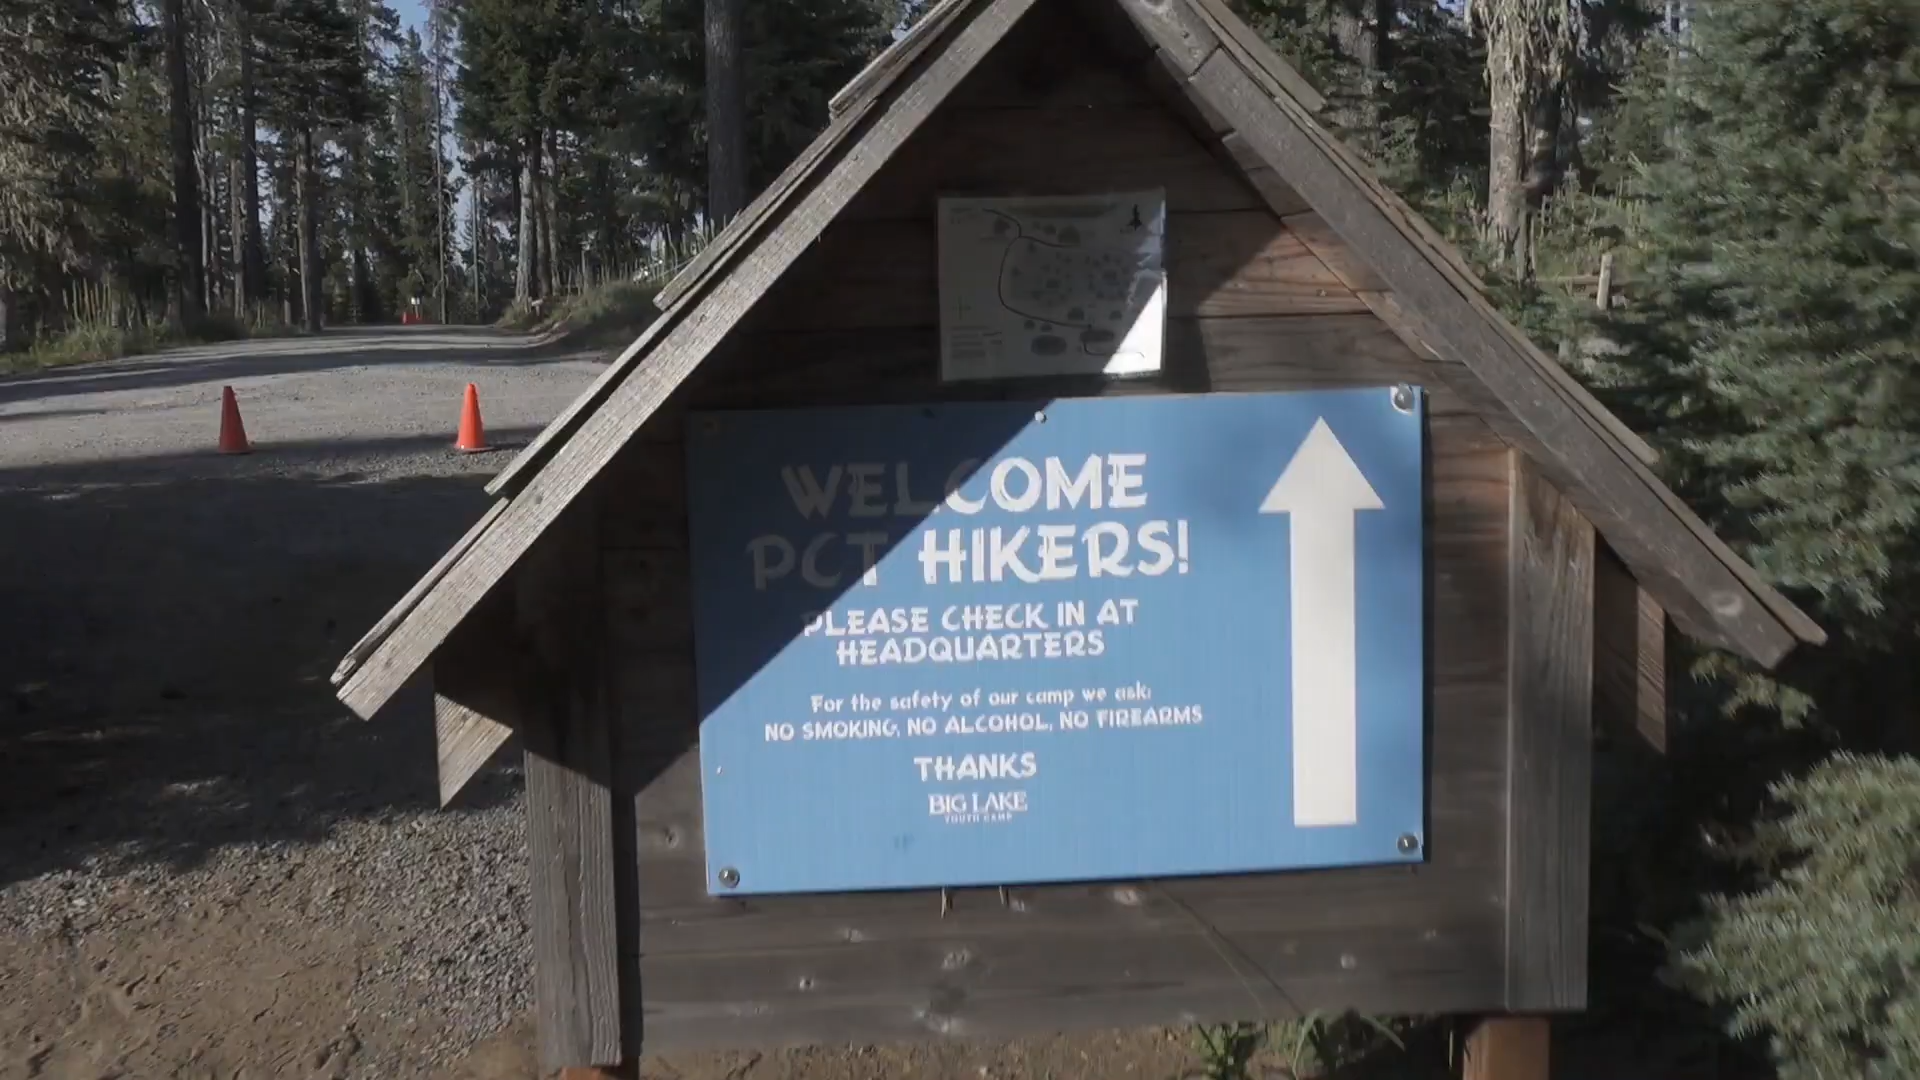 WELCOME
PCT HIKERS!
PLEASE CHECK IN AT
HEADQUARTERS
For the safety of our camp we ask:
NO SMOKING, NO ALCOHOL, NO FIREARMS
THANKS
BIG LAKE
YOUTH CAMP